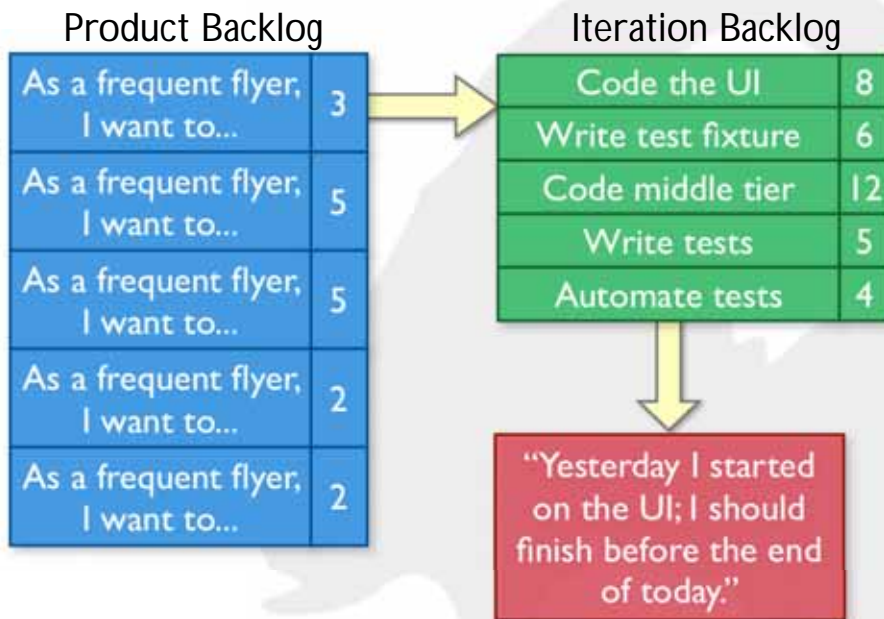 Product Backlog
As a frequent flyer,
I want to...
3
As a frequent flyer,
I want to...
5
As a frequent flyer,
I want to...
5
As a frequent flyer,
I want to...
2
As a frequent flyer,
I want to...
2
Iteration Backlog
Code the UI 8
Write test fixture 6
Code middle tier 12
Write tests 5
Automate tests 4
“Yesterday I started
on the UI; I should
finish before the end
of today.”